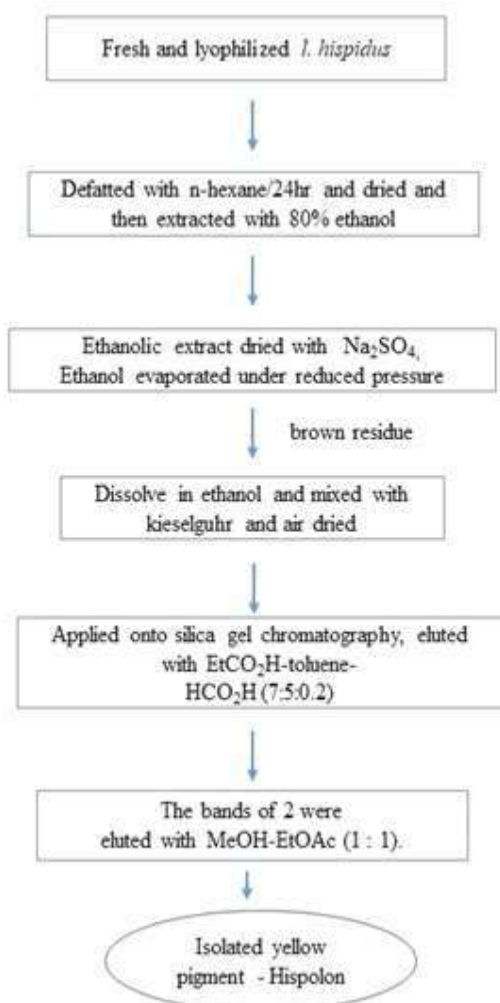 Fresh and lyophilized I. hispidus
Defatted with n-hexane/24hr and dried and
then extracted with 80% ethanol
Ethanolic extract dried with Na₂SO₄,
Ethanol evaporated under reduced pressure
brown residue
Dissolve in ethanol and mixed with
kieselguhr and air dried
Applied onto silica gel chromatography, eluted
with EtCO₂H-toluene-
HCO₂H (7:5:0.2)
The bands of 2 were
eluted with MeOH-EtOAc (1 : 1).
Isolated yellow
pigment - Hispolon